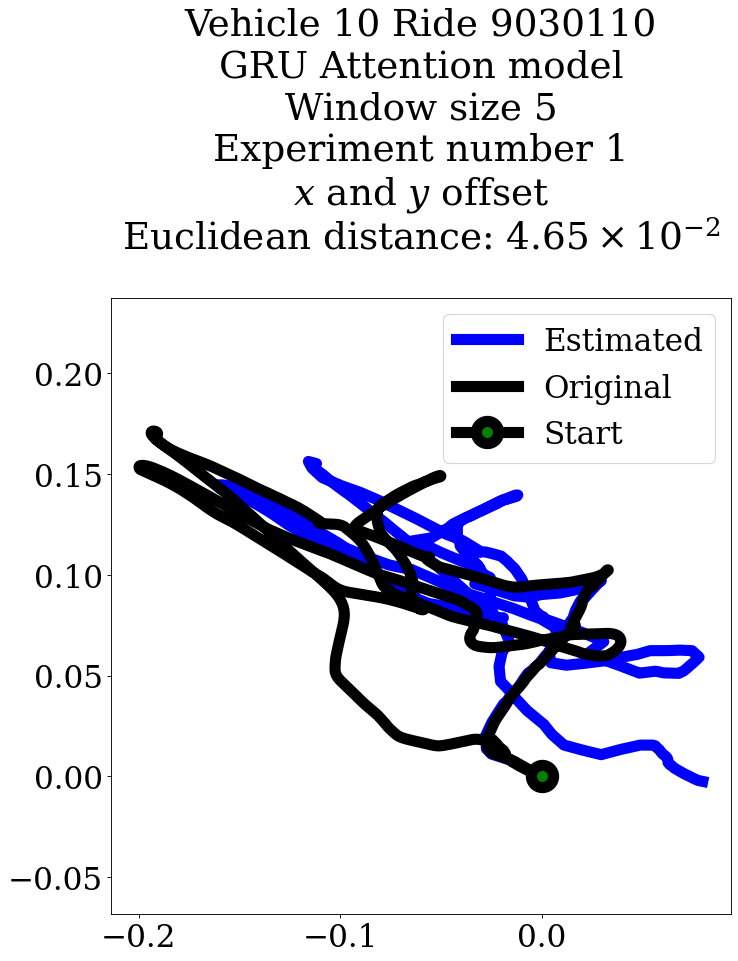 Vehicle 10 Ride 9030110
GRU Attention model
Window size 5
Experiment number 1
x and y offset
Euclidean distance: 4.65 × 10⁻²
Estimated
Original
Start
0.20
0.15
0.10
0.05
0.00
−0.05
−0.2
−0.1
0.0